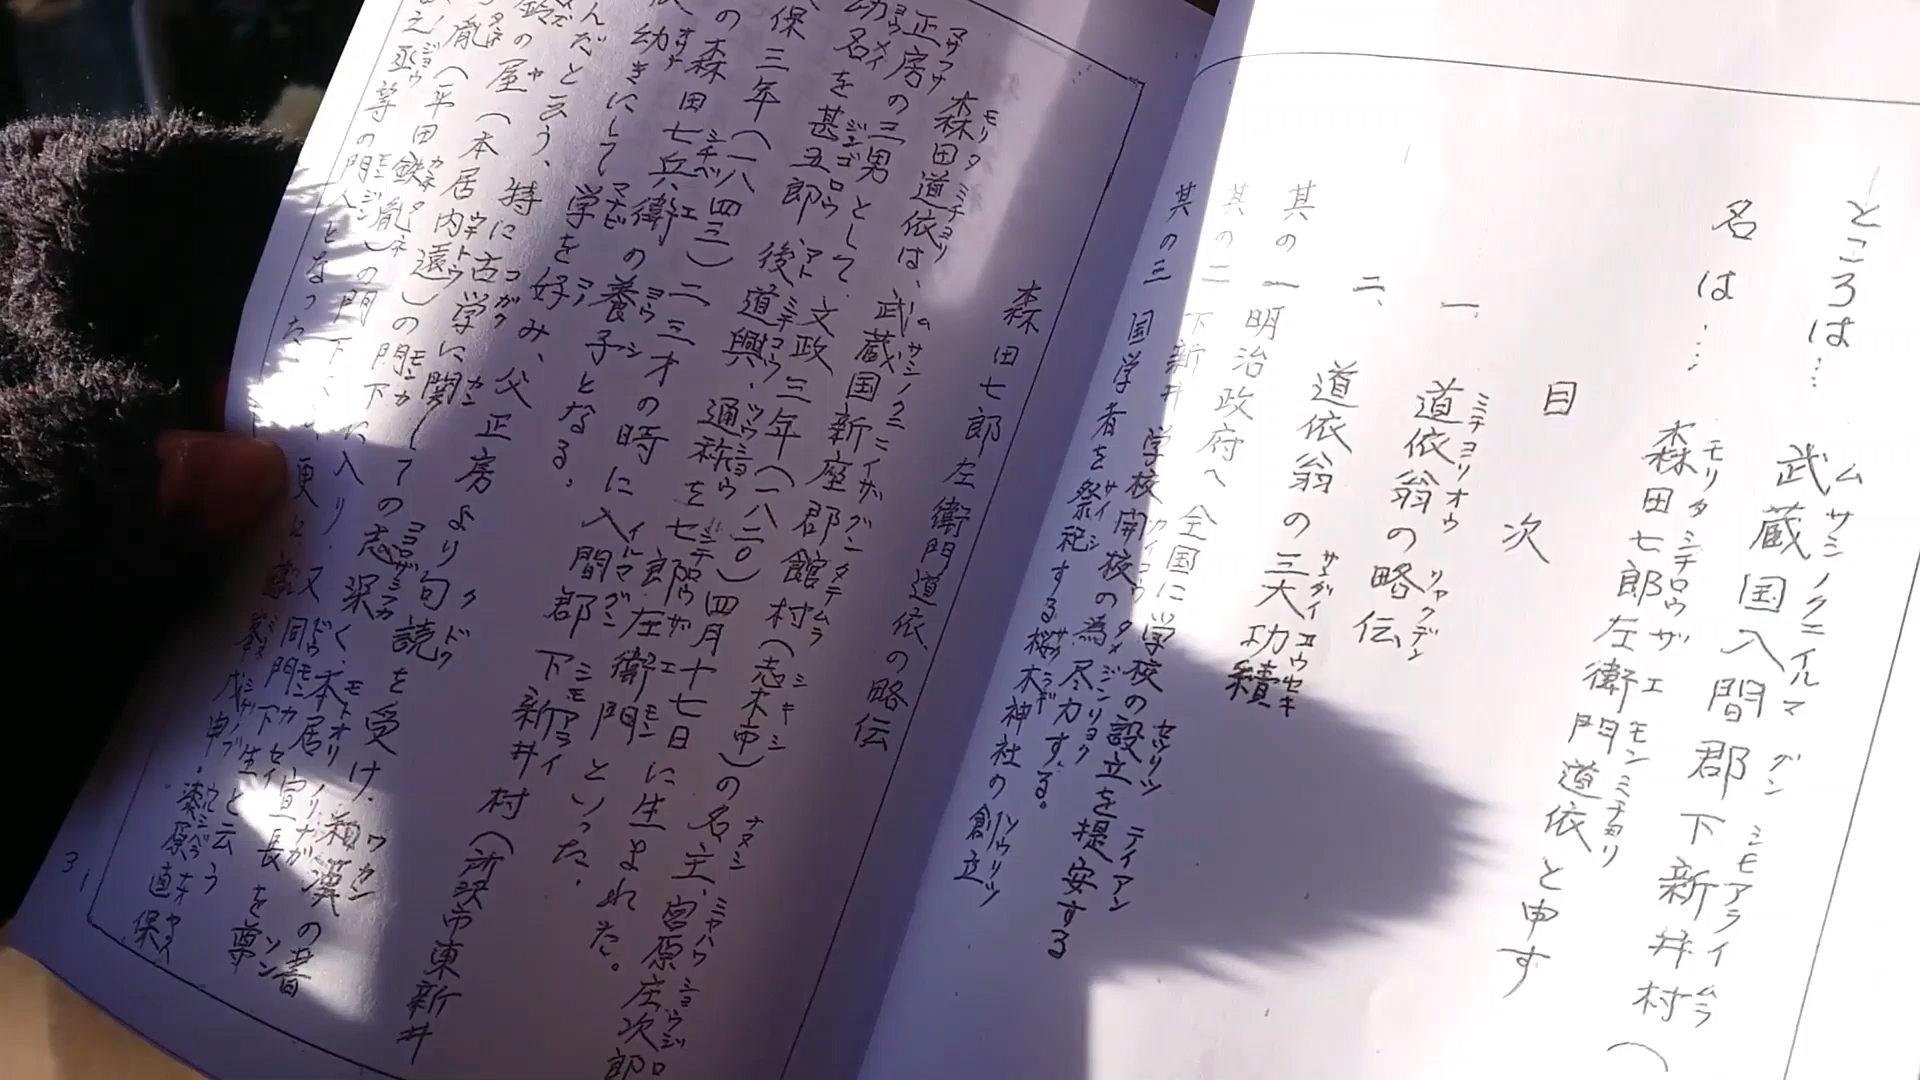 ところは… 武蔵国入間郡下新井村(
名は… 森田七郎左衛門道依と申す
目次
一、道依翁の略伝
二、道依翁の三大功績
其の一 明治政府へ全国に学校の設立を提案する
其の二 下新井学校開校の為尽力する。
其の三 国学者を祭祀する桜木神社の創立
森田七郎左衛門道依の略伝
森田道依は、武蔵国新座郡館村(志木市)の名主、宮原庄次郎
正房の三男として文政三年(一八二〇)四月十七日に生まれた。
幼名を甚五郎 後道興、通称を七郎左衛門といった。
保三年(一八四三)二三才の時に入間郡下新井村(所沢市東新井
の森田七兵衛の養子となる。
幼きにして学を好み、父正房より句読を受け、和漢の書
んだと云う、特に古学に関しての志深く、本居宣長を尊
鈴の屋(本居内遠)の門下に入り、又同門下生と云う
胤(平田鉄胤)の門下
之丞等の門人となった、更に